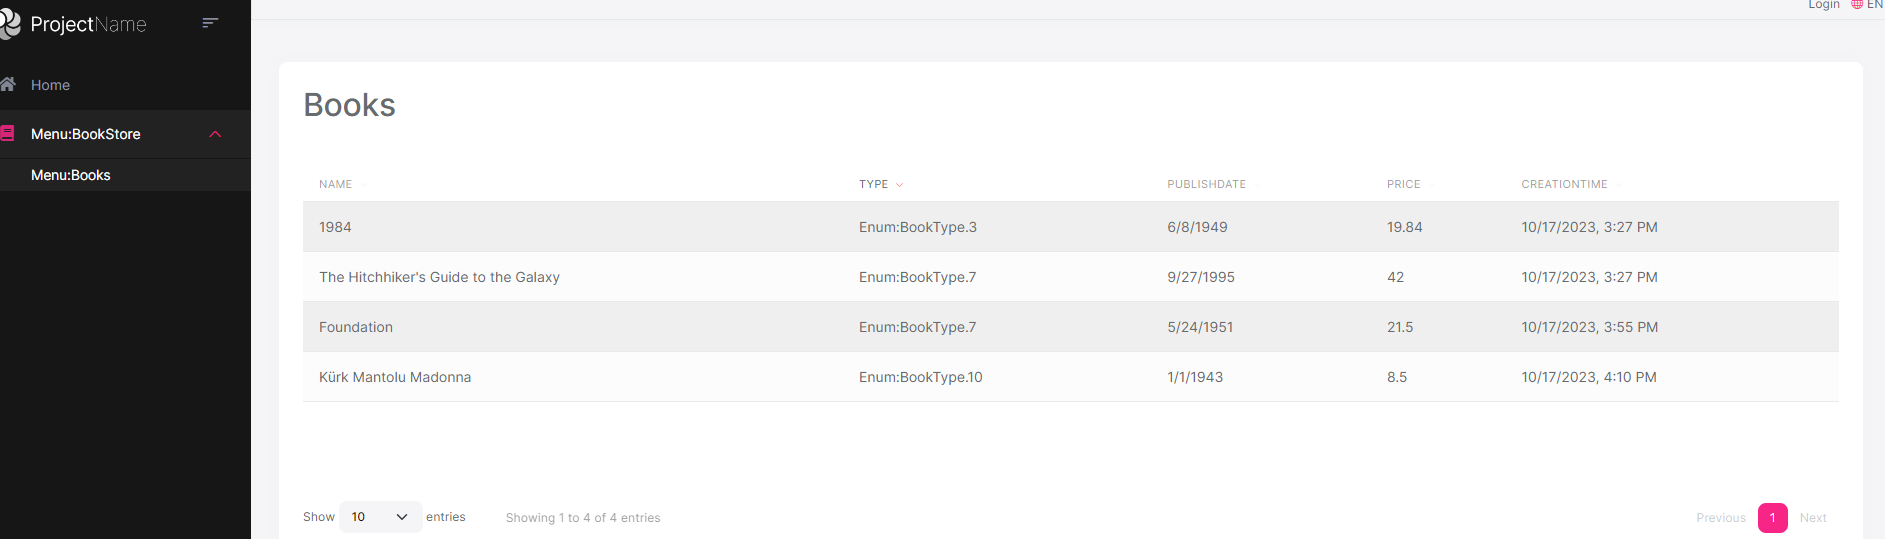 ProjectName
Login EN
Home
Menu:BookStore
Menu:Books
Books
NAME TYPE PUBLISHDATE PRICE CREATIONTIME
1984 Enum:BookType.3 6/8/1949 19.84 10/17/2023, 3:27 PM
The Hitchhiker's Guide to the Galaxy Enum:BookType.7 9/27/1995 42 10/17/2023, 3:27 PM
Foundation Enum:BookType.7 5/24/1951 21.5 10/17/2023, 3:55 PM
Kürk Mantolu Madonna Enum:BookType.10 1/1/1943 8.5 10/17/2023, 4:10 PM
Show 10 entries Showing 1 to 4 of 4 entries Previous 1 Next